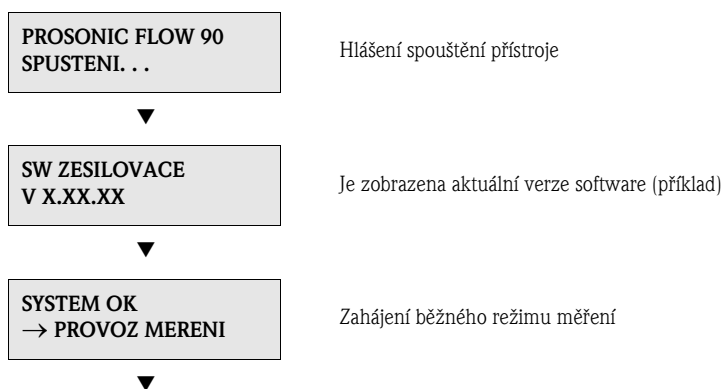 PROSONIC FLOW 90
SPUSTENI. . .
Hlášení spouštění přístroje
▼
SW ZESILOVACE
V X.XX.XX
Je zobrazena aktuální verze software (příklad)
▼
SYSTEM OK
→ PROVOZ MERENI
Zahájení běžného režimu měření
▼